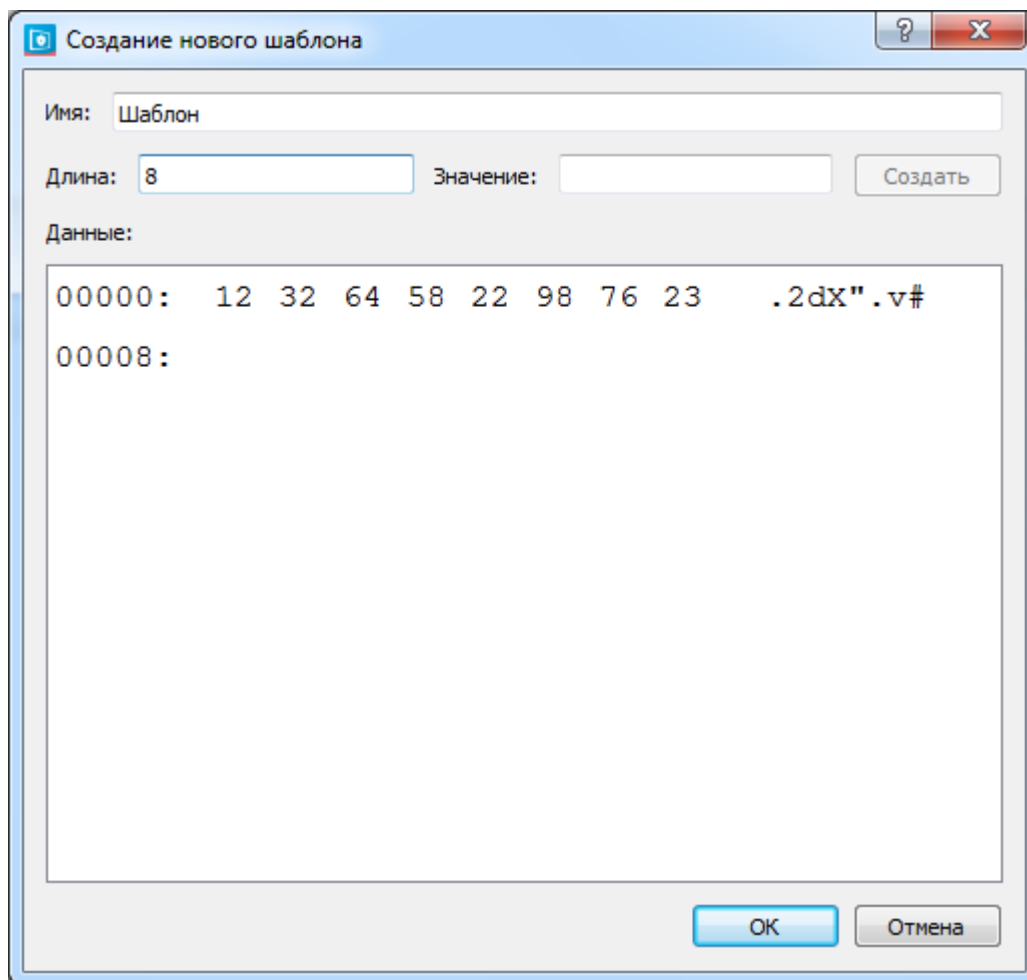 Создание нового шаблона
Имя: Шаблон
Длина: 8 Значение: Создать
Данные:
00000: 12 32 64 58 22 98 76 23 .2dX".v#
00008:
OK Отмена